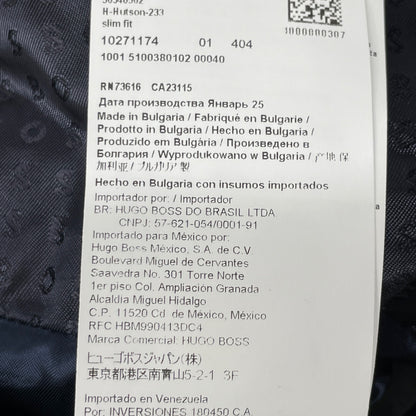 H-Hutson-233
slim fit
10271174 01 404
1001 5100380102 00040
RN73616 CA23115
Дата производства Январь 25
Made in Bulgaria / Fabriqué en Bulgarie /
Prodotto in Bulgaria / Hecho en Bulgaria /
Produzido em Bulgária / Произведено в
Болгария / Wyprodukowano w Bulgaria / 产地 保
加利亚 / ブルガリア 製
Hecho en Bulgaria con insumos importados
Importador por: / Importador
BR: HUGO BOSS DO BRASIL LTDA
CNPJ: 57-621-054/0001-91
Importado para México por:
Hugo Boss México, S.A. de C.V
Boulevard Miguel de Cervantes
Saavedra No. 301 Torre Norte
1er piso Col. Ampliación Granada
Alcaldía Miguel Hidalgo
C.P. 11520 Cd. de México, México
RFC HBM990413DC4
Marca Comercial: HUGO BOSS
ヒューゴボスジャパン(株)
東京都港区南青山5-2-1 3F
Importado en Venezuela
Por: INVERSIONES 180450 C.A.